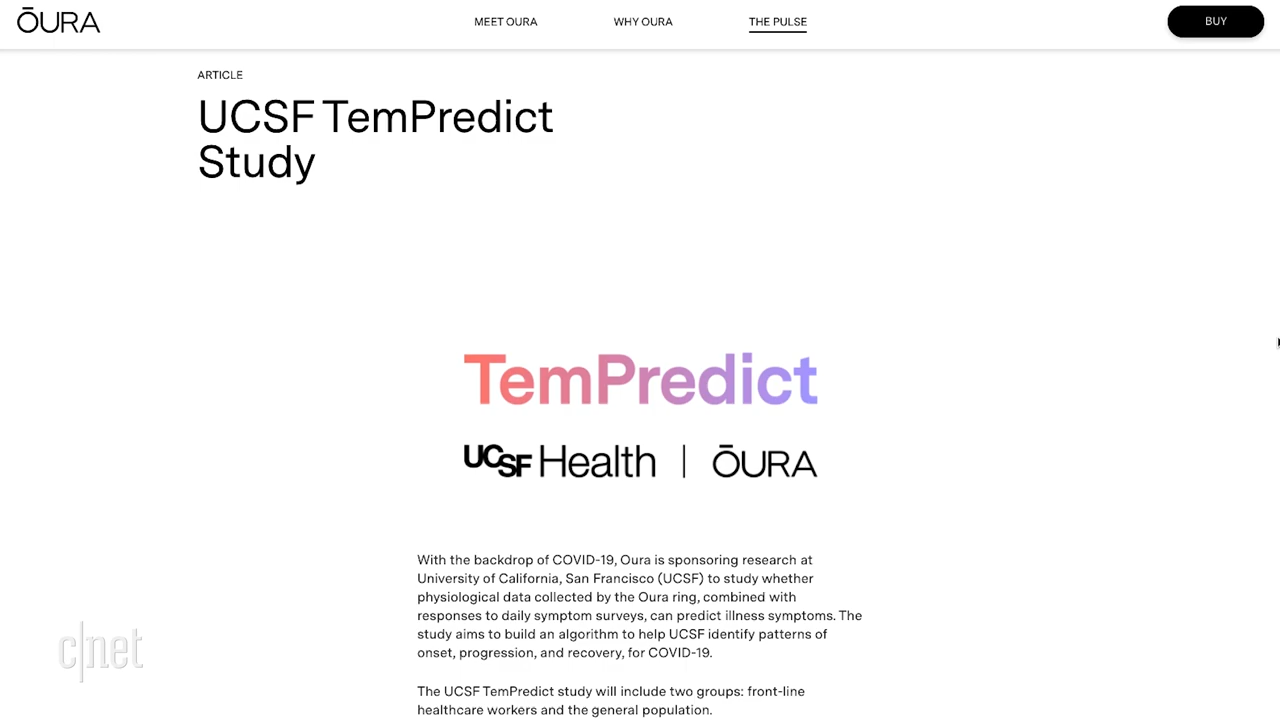 ŌURA
MEET OURA
WHY OURA
THE PULSE
BUY
ARTICLE
UCSF TemPredict
Study
TemPredict
UCSF Health | ŌURA
With the backdrop of COVID-19, Oura is sponsoring research at
University of California, San Francisco (UCSF) to study whether
physiological data collected by the Oura ring, combined with
responses to daily symptom surveys, can predict illness symptoms. The
study aims to build an algorithm to help UCSF identify patterns of
onset, progression, and recovery, for COVID-19.
The UCSF TemPredict study will include two groups: front-line
healthcare workers and the general population.
c|net